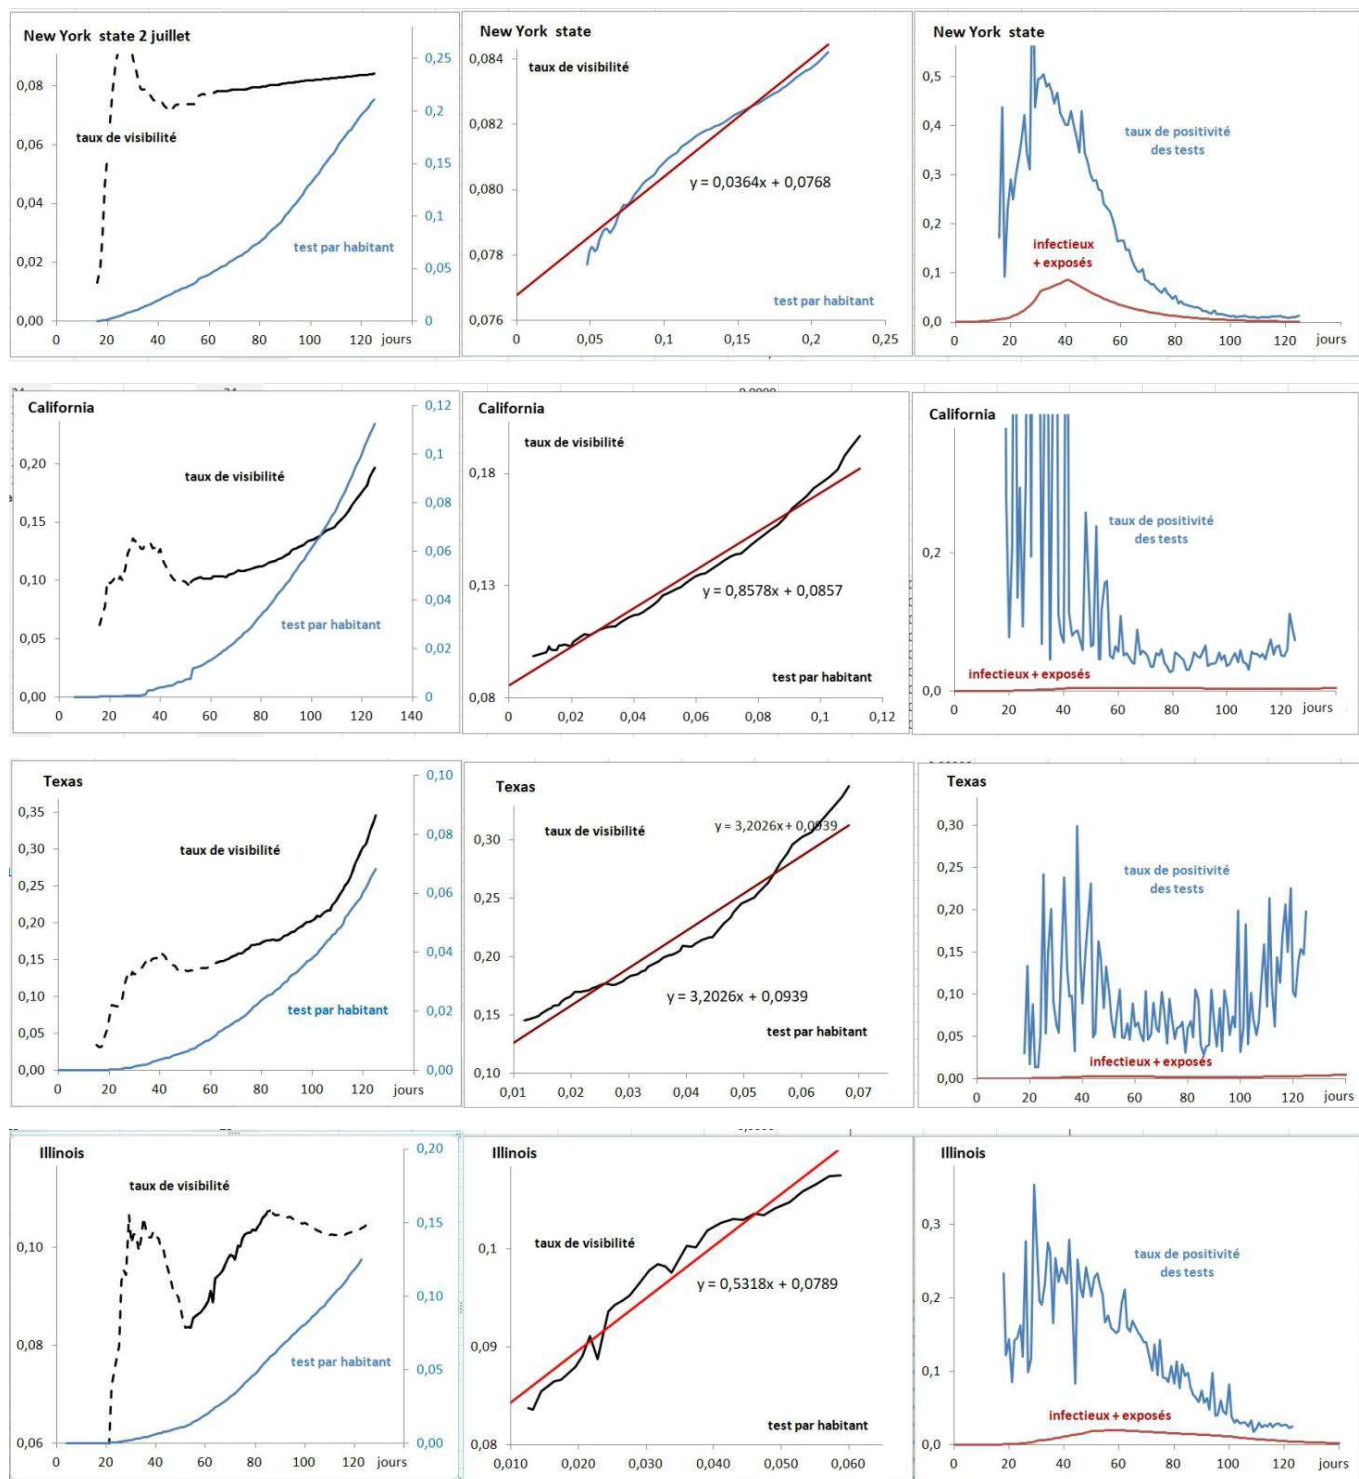 New York state 2 juillet
0,25
0,08
0,2
taux de visibilité
0,06
0,15
0,04
0,1
test par habitant
0,02
0,05
0,00
0
0 20 40 60 80 100 120 jours
New York state
0,084
taux de visibilité
0,082
0,080
y = 0,0364x + 0,0768
0,078
test par habitant
0,076
0 0,05 0,1 0,15 0,2 0,25
New York state
0,5
taux de positivité
des tests
0,4
0,3
infectieux
+ exposés
0,2
0,1
0,0
0 20 40 60 80 100 120 jours
California
0,12
0,20
0,1
taux de visibilité
0,15
0,08
0,06
0,10
0,04
test par habitant
0,05
0,02
0,00
0
0 20 40 60 80 100 120 140
California
taux de visibilité
0,18
0,13
y = 0,8578x + 0,0857
test par habitant
0,08
0 0,02 0,04 0,06 0,08 0,1 0,12
California
taux de positivité
des tests
0,2
infectieux + exposés
0,0
0 20 40 60 80 100 120 jours
Texas
0,10
0,35
0,08
taux de visibilité
0,30
0,25
0,06
0,20
0,15
0,04
0,10
test par habitant
0,02
0,05
0,00
0,00
0 20 40 60 80 100 120 jours
Texas
taux de visibilité
y = 3,2026x + 0,0939
0,30
0,25
0,20
y = 3,2026x + 0,0939
0,15
test par habitant
0,10
0,01 0,02 0,03 0,04 0,05 0,06 0,07
Texas
0,30
taux de positivité
des tests
0,25
0,20
0,15
0,10
0,05
infectieux + exposés
0,00
0 20 40 60 80 100 120 jours
Illinois
0,20
taux de visibilité
0,15
0,10
0,10
0,08
0,05
test par habitant
0,06
0,00
0 20 40 60 80 100 120 jours
Illinois
taux de visibilité
0,1
y = 0,5318x + 0,0789
0,09
test par habitant
0,08
0,010 0,020 0,030 0,040 0,050 0,060
Illinois
0,3
taux de positivité
des tests
0,2
0,1
infectieux + exposés
0,0
0 20 40 60 80 100 120 jours